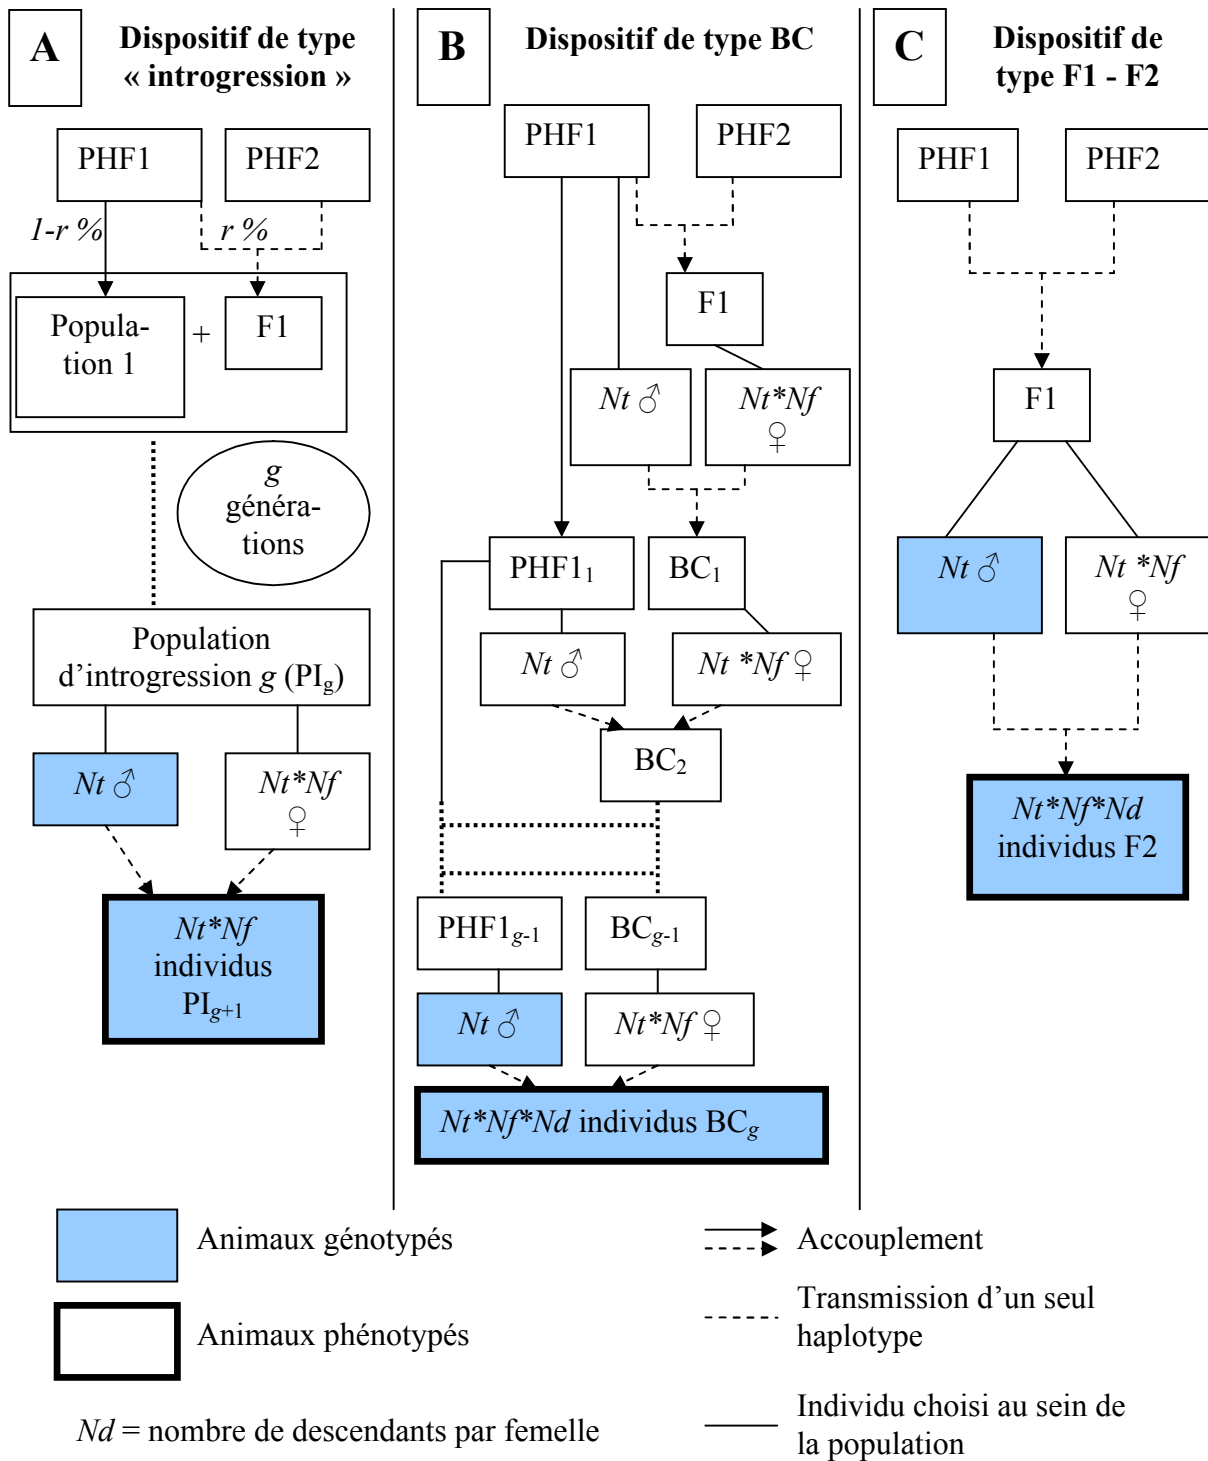 A
Dispositif de type
« introgression »
PHF1
PHF2
1-r %
r %
Popula-
tion 1
+
F1
g
généra-
tions
Population
d’introgression g (PIg)
Nt ♂
Nt*Nf
♀
Nt*Nf
individus
PIg+1
B
Dispositif de type BC
PHF1
PHF2
F1
Nt ♂
Nt*Nf
♀
PHF11
BC1
Nt ♂
Nt *Nf ♀
BC2
PHF1g-1
BCg-1
Nt ♂
Nt*Nf ♀
Nt*Nf*Nd individus BCg
C
Dispositif de
type F1 - F2
PHF1
PHF2
F1
Nt ♂
Nt *Nf
♀
Nt*Nf*Nd
individus F2
Animaux génotypés
Animaux phénotypés
Nd = nombre de descendants par femelle
Accouplement
Transmission d’un seul
haplotype
Individu choisi au sein de
la population